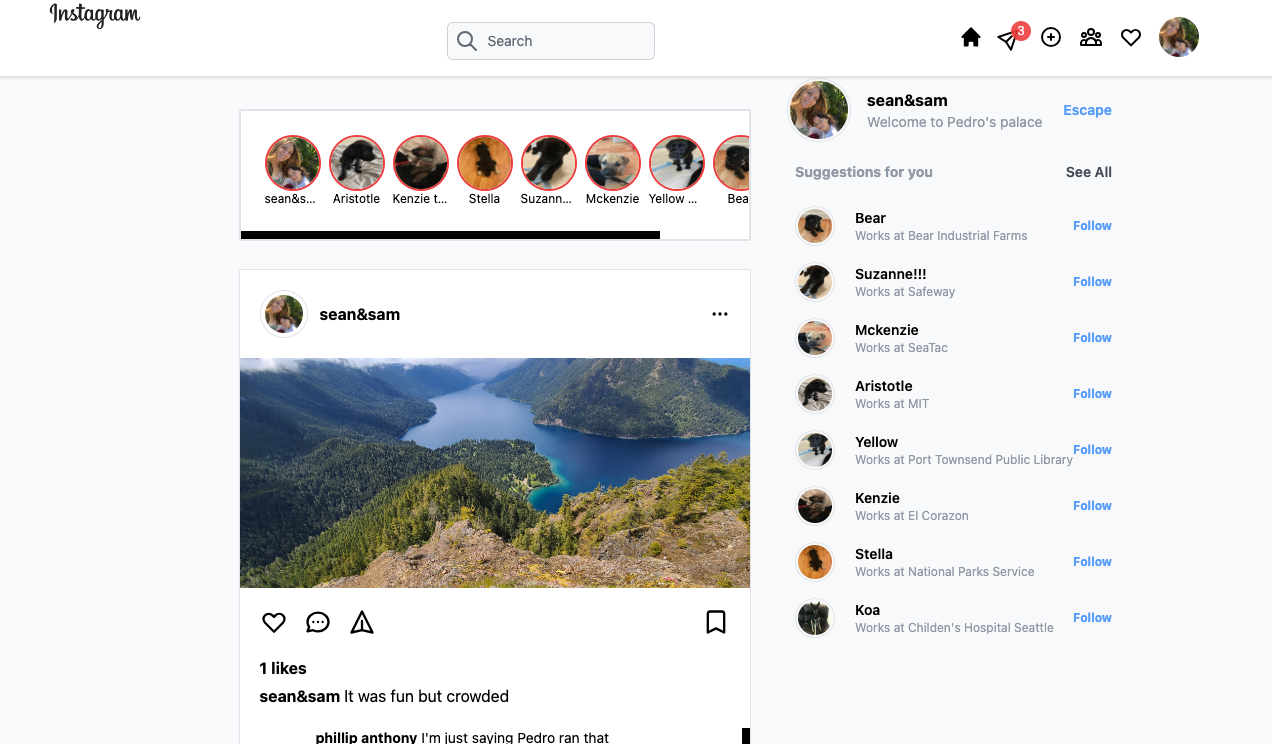 Instagram
Search
3
sean&sam
Welcome to Pedro's palace
Escape
sean&s...
Aristotle
Kenzie t...
Stella
Suzann...
Mckenzie
Yellow ...
Bea
Suggestions for you
See All
Bear
Works at Bear Industrial Farms
Follow
Suzanne!!!
Works at Safeway
Follow
Mckenzie
Works at SeaTac
Follow
Aristotle
Works at MIT
Follow
Yellow
Works at Port Townsend Public Library
Follow
Kenzie
Works at El Corazon
Follow
Stella
Works at National Parks Service
Follow
Koa
Works at Childen's Hospital Seattle
Follow
sean&sam
1 likes
sean&sam It was fun but crowded
phillip anthony I'm just saying Pedro ran that